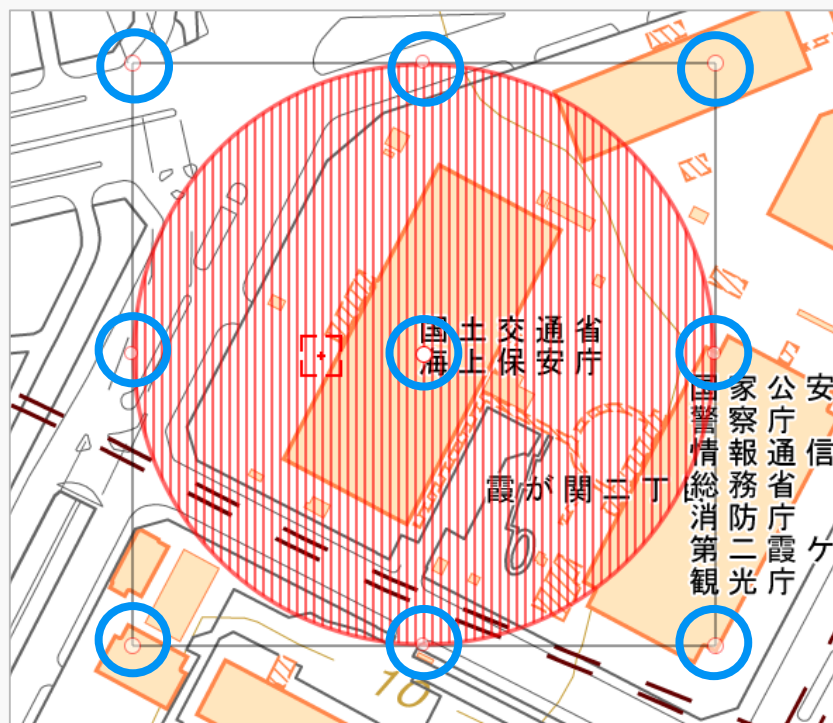 国土交通省
海上保安庁
国家公安
警察庁
情報通信
総務省
消防庁
第二霞ケ
観光庁
霞が関二丁
10